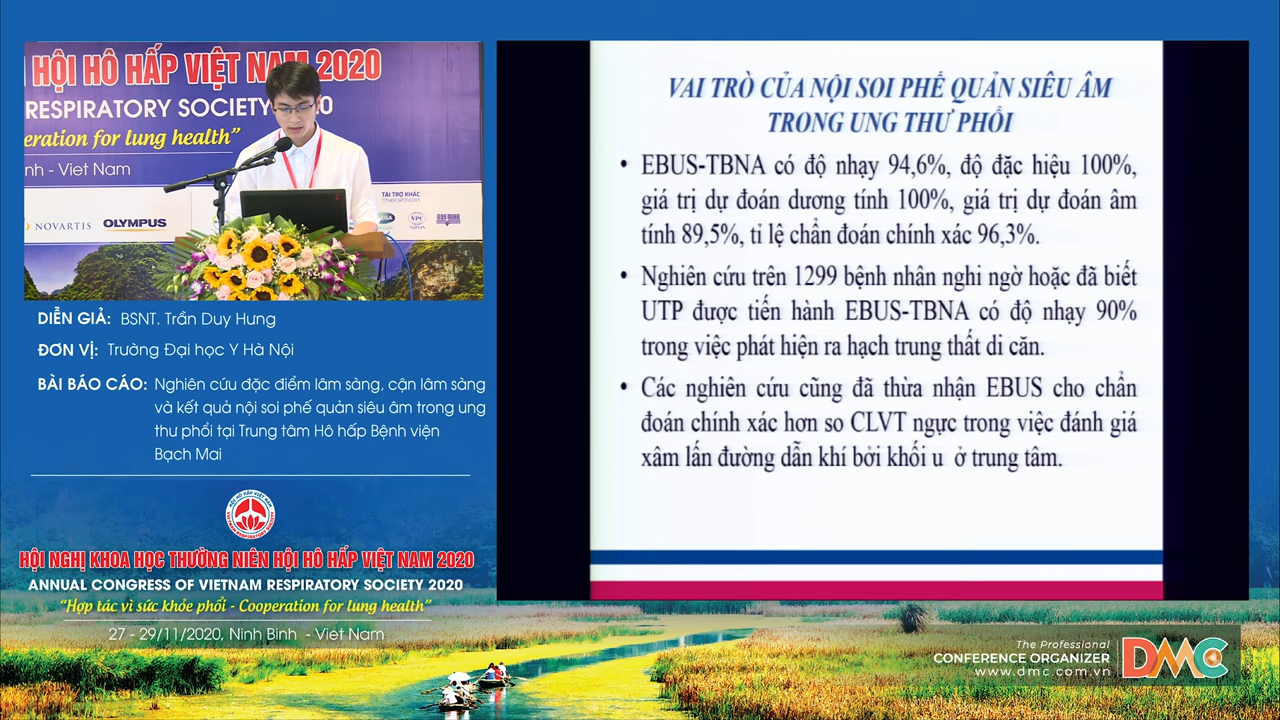 HỘI HÔ HẤP VIỆT NAM 2020
RESPIRATORY SOCIETY 2020
eration for lung health"
nh - Viet Nam
TÀI TRỢ KHÁC
OTHER SPONSORS
NOVARTIS
OLYMPUS
DIỄN GIẢ: BSNT. Trần Duy Hưng
ĐƠN VỊ: Trường Đại học Y Hà Nội
BÀI BÁO CÁO: Nghiên cứu đặc điểm lâm sàng, cận lâm sàng
và kết quả nội soi phế quản siêu âm trong ung
thư phổi tại Trung tâm Hô hấp Bệnh viện
Bạch Mai
HỘI HÔ HẤP VIỆT NAM
VIETNAM RESPIRATORY SOCIETY
HỘI NGHỊ KHOA HỌC THƯỜNG NIÊN HỘI HÔ HẤP VIỆT NAM 2020
ANNUAL CONGRESS OF VIETNAM RESPIRATORY SOCIETY 2020
"Hợp tác vì sức khỏe phổi - Cooperation for lung health"
27 - 29/11/2020, Ninh Bình - Viet Nam
VAI TRÒ CỦA NỘI SOI PHẾ QUẢN SIÊU ÂM
TRONG UNG THƯ PHỔI
• EBUS-TBNA có độ nhạy 94,6%, độ đặc hiệu 100%,
giá trị dự đoán dương tính 100%, giá trị dự đoán âm
tính 89,5%, tỉ lệ chẩn đoán chính xác 96,3%.
• Nghiên cứu trên 1299 bệnh nhân nghi ngờ hoặc đã biết
UTP được tiến hành EBUS-TBNA có độ nhạy 90%
trong việc phát hiện ra hạch trung thất di căn.
• Các nghiên cứu cũng đã thừa nhận EBUS cho chẩn
đoán chính xác hơn so CLVT ngực trong việc đánh giá
xâm lấn đường dẫn khí bởi khối u ở trung tâm.
The Professional
CONFERENCE ORGANIZER
www.dmc.com.vn
DMC